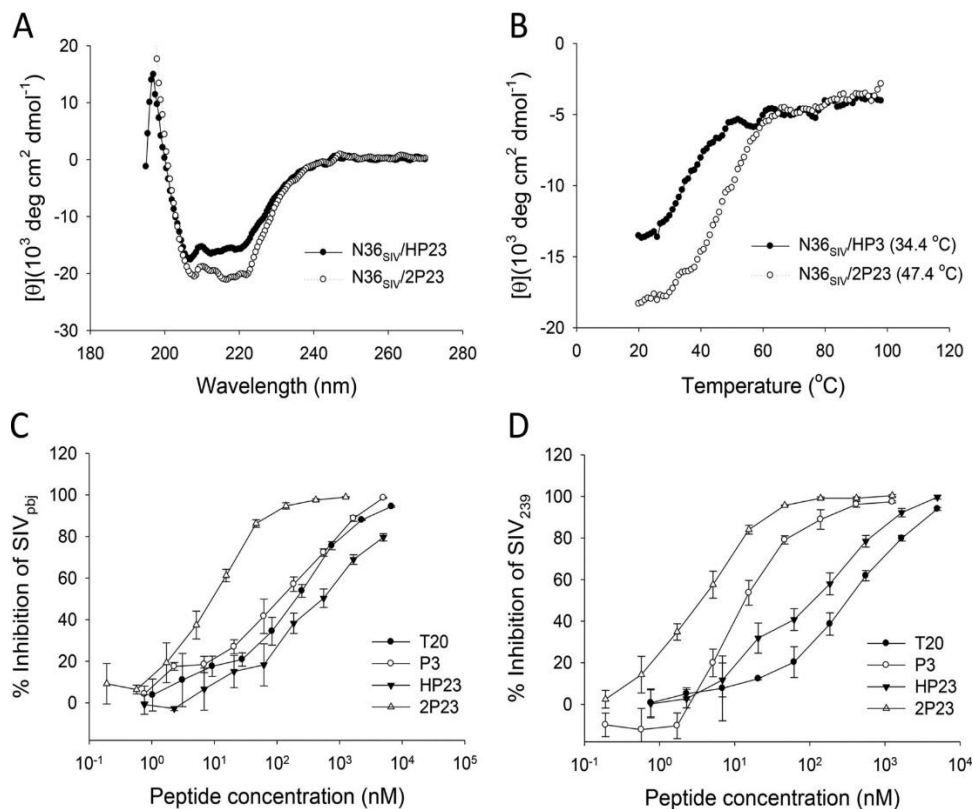 A
[θ](10³ deg cm² dmol⁻¹)
20
10
0
-10
-20
-30
N36SIV/HP23
N36SIV/2P23
180 200 220 240 260 280
Wavelength (nm)
B
[θ](10³ deg cm² dmol⁻¹)
0
-5
-10
-15
-20
N36SIV/HP3 (34.4 °C)
N36SIV/2P23 (47.4 °C)
0 20 40 60 80 100 120
Temperature (°C)
C
% Inhibition of SIVpbj
120
100
80
60
40
20
0
T20
P3
HP23
2P23
10⁻¹ 10⁰ 10¹ 10² 10³ 10⁴ 10⁵
Peptide concentration (nM)
D
% Inhibition of SIV239
120
100
80
60
40
20
0
T20
P3
HP23
2P23
10⁻¹ 10⁰ 10¹ 10² 10³ 10⁴
Peptide concentration (nM)